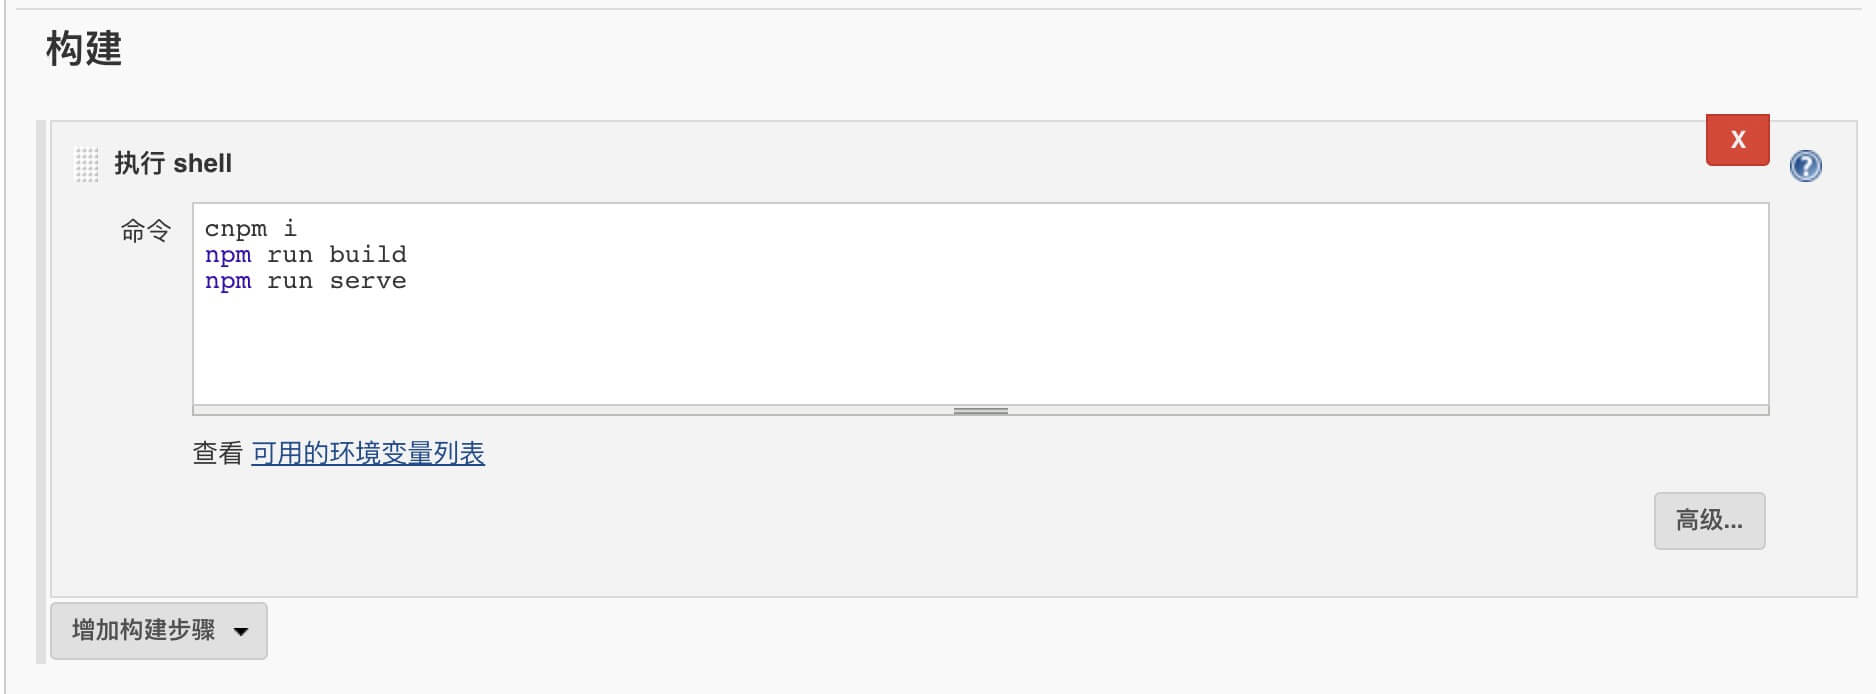 构建
执行 shell
X
?
命令
cnpm i
npm run build
npm run serve
查看 可用的环境变量列表
高级...
增加构建步骤